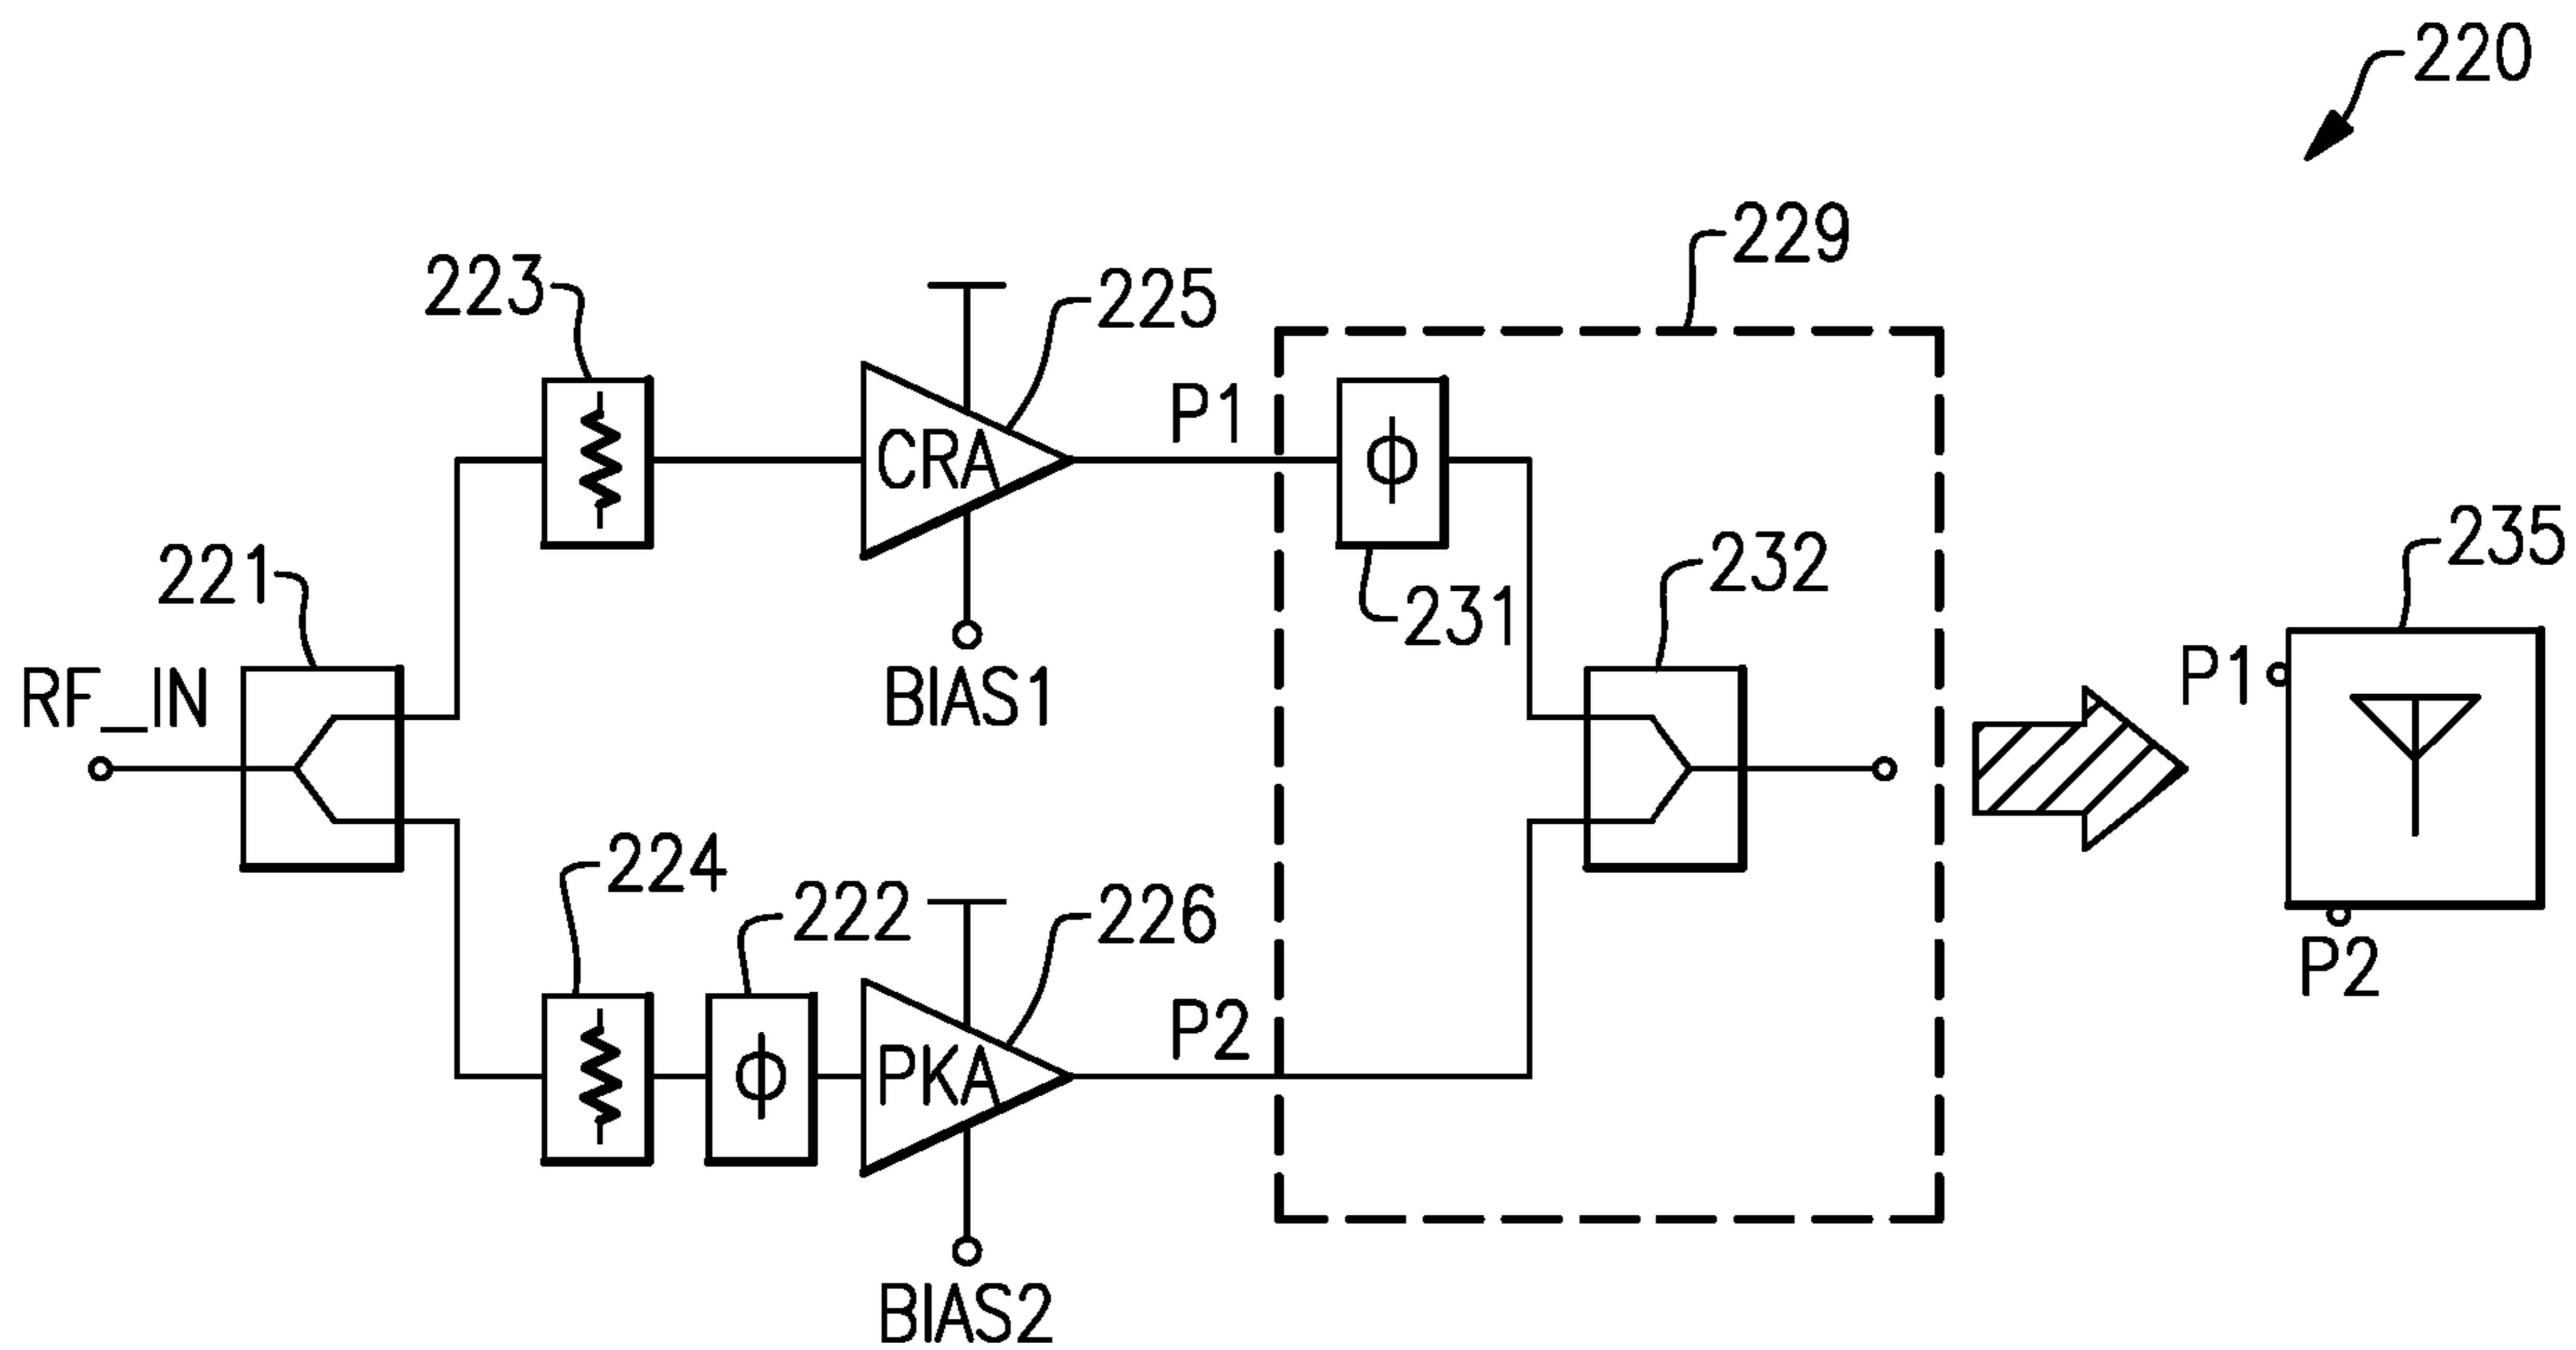 220
229
223
225
CRA
P1
ϕ
231
232
235
221
RF_IN
BIAS1
P1
P2
224
222
226
ϕ
PKA
P2
BIAS2